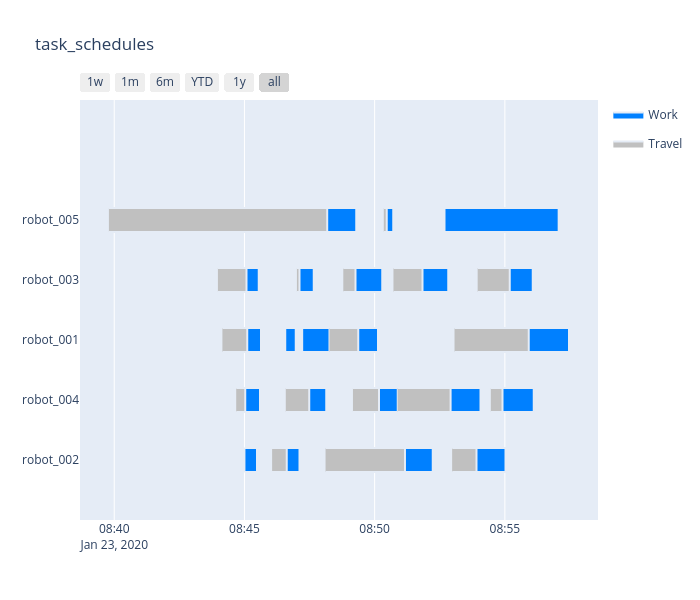 task_schedules
1w 1m 6m YTD 1y all
Work
Travel
robot_005
robot_003
robot_001
robot_004
robot_002
08:40 08:45 08:50 08:55
Jan 23, 2020